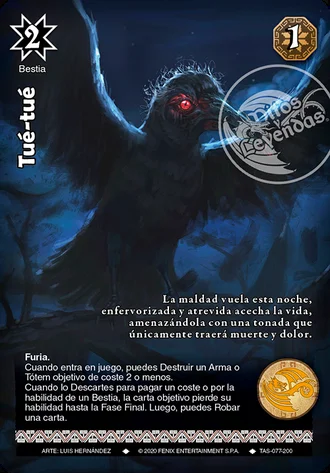 2
1
Bestia
Tué-tué
Mitos
y
Leyendas
La maldad vuela esta noche,
enfervorizada y atrevida acecha la vida,
amenazándola con una tonada que
únicamente traerá muerte y dolor.
Furia.
Cuando entra en juego, puedes Destruir un Arma o
Tótem objetivo de coste 2 o menos.
Cuando lo Descartes para pagar un coste o por la
habilidad de un Bestia, la carta objetivo pierde su
habilidad hasta la Fase Final. Luego, puedes Robar
una carta.
ARTE: LUIS HERNÁNDEZ
© 2020 FENIX ENTERTAINMENT S.P.A.
TAS-077-200